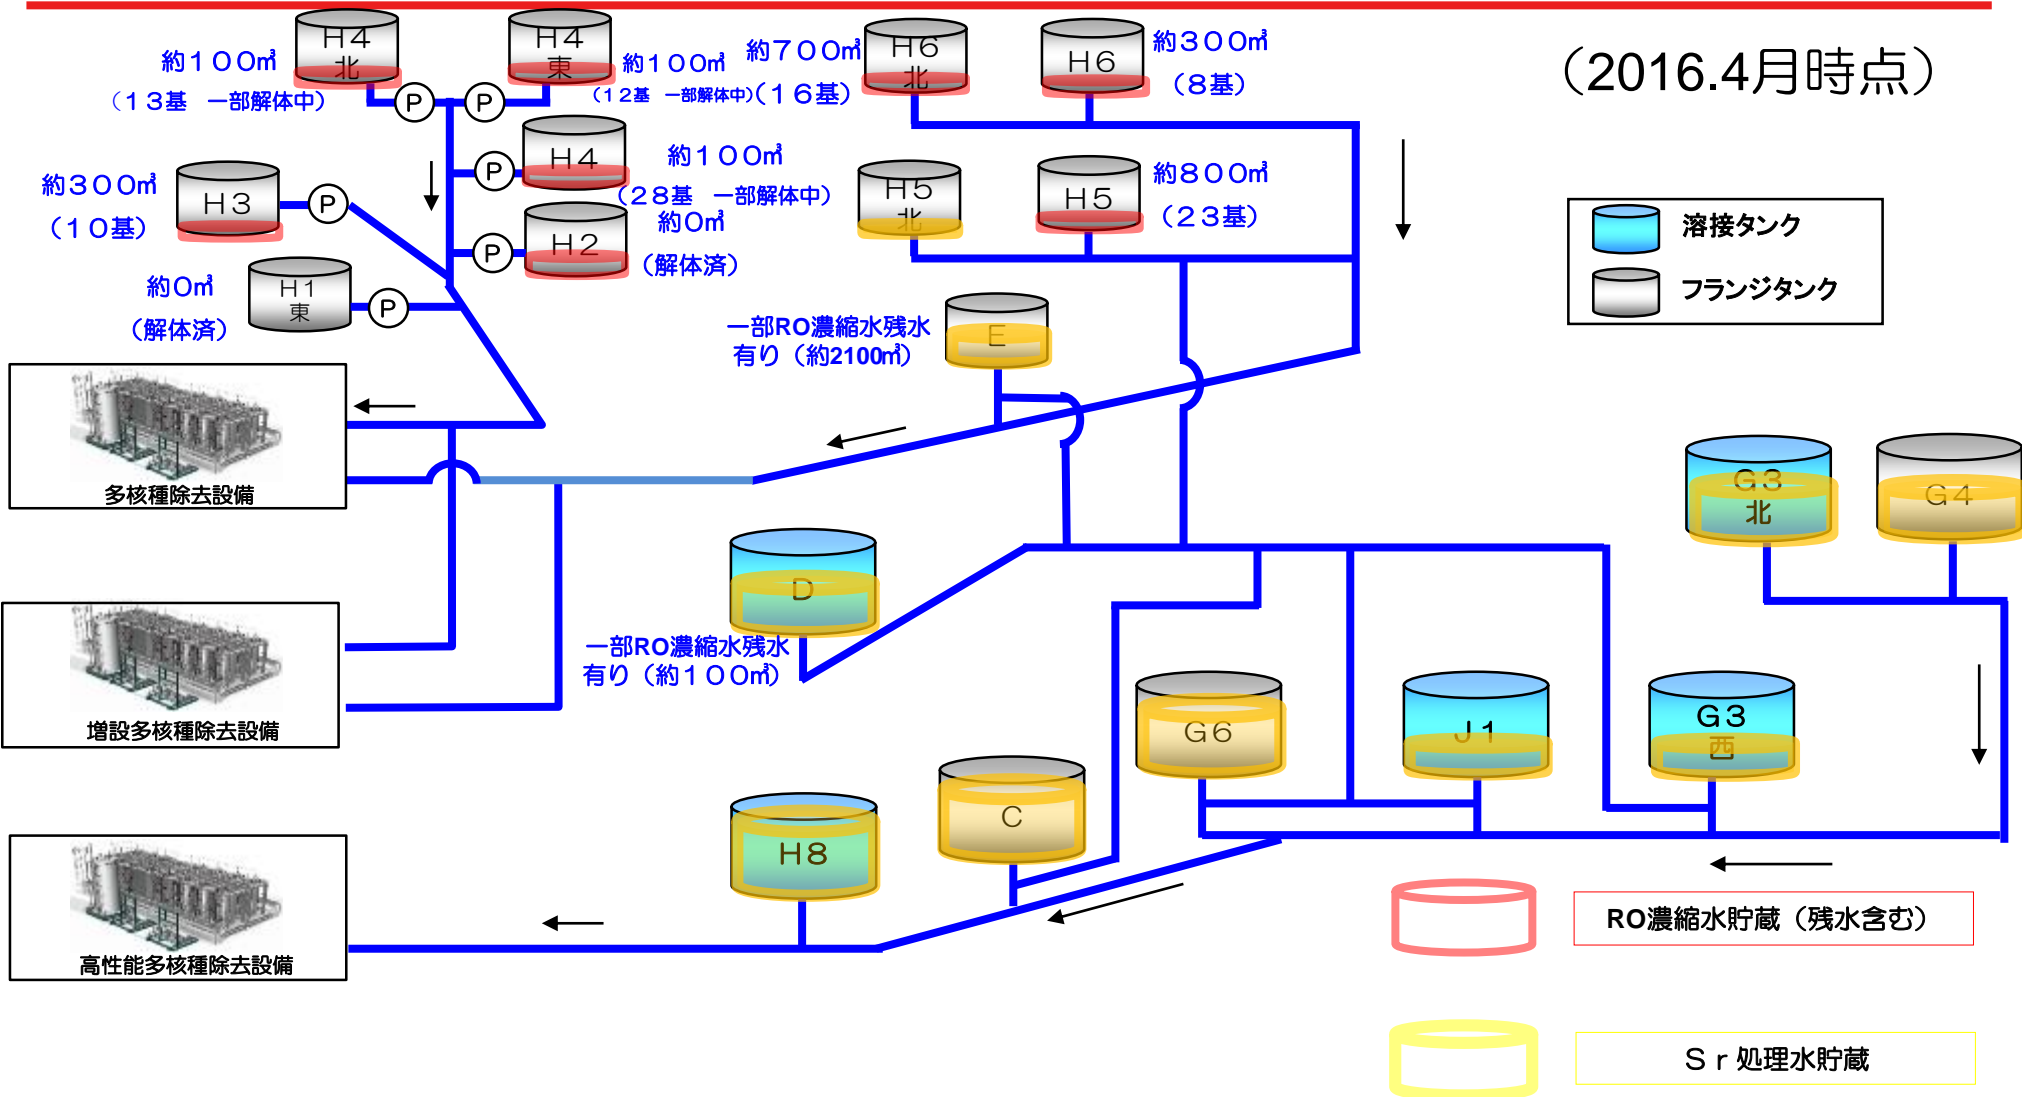 （2016.4月時点）
H4
北
約１００㎥
（１３基　一部解体中）
P
P
H4
東
約１００㎥
（１２基　一部解体中）
約７００㎥
（１６基）
H6
北
H6
約３００㎥
（８基）
P
H4
約１００㎥
（２８基　一部解体中）
約３００㎥
（１０基）
H3
P
P
H2
約０㎥
（解体済）
H5
北
H5
約８００㎥
（２３基）
約０㎥
（解体済）
H1
東
P
溶接タンク
フランジタンク
一部RO濃縮水残水
有り（約2100㎥）
E
多核種除去設備
G3
北
G4
D
一部RO濃縮水残水
有り（約１００㎥）
増設多核種除去設備
G6
J1
G3
西
C
H8
高性能多核種除去設備
RO濃縮水貯蔵（残水含む）
Ｓｒ処理水貯蔵